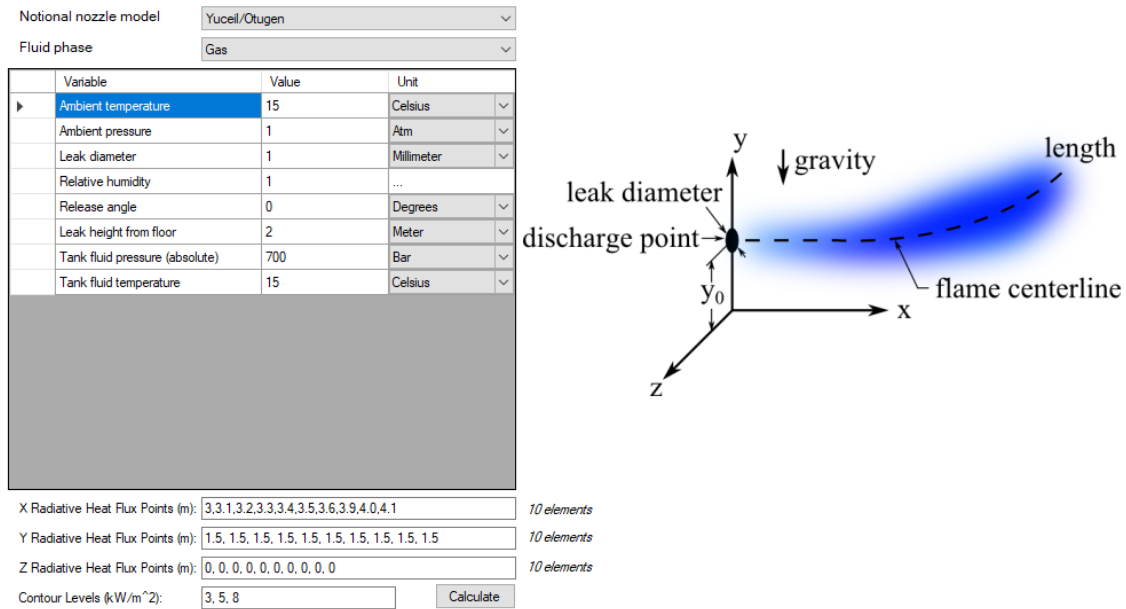 Notional nozzle model Yuceil/Otugen
Fluid phase Gas
Variable Value Unit
Ambient temperature 15 Celsius
Ambient pressure 1 Atm
Leak diameter 1 Millimeter
Relative humidity 1 ...
Release angle 0 Degrees
Leak height from floor 2 Meter
Tank fluid pressure (absolute) 700 Bar
Tank fluid temperature 15 Celsius
X Radiative Heat Flux Points (m): 3,3.1,3.2,3.3,3.4,3.5,3.6,3.9,4.0,4.1 10 elements
Y Radiative Heat Flux Points (m): 1.5, 1.5, 1.5, 1.5, 1.5, 1.5, 1.5, 1.5, 1.5, 1.5 10 elements
Z Radiative Heat Flux Points (m): 0, 0, 0, 0, 0, 0, 0, 0, 0, 0 10 elements
Contour Levels (kW/m^2): 3, 5, 8 Calculate
y
gravity
length
leak diameter
discharge point
flame centerline
y0
x
z